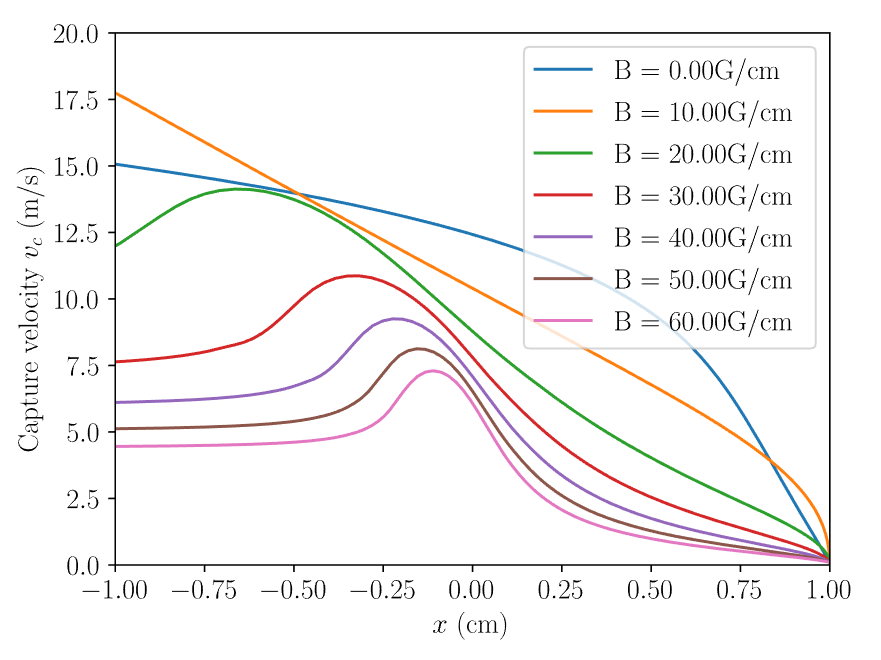 20.0
17.5
15.0
12.5
10.0
7.5
5.0
2.5
0.0
Capture velocity v_c (m/s)
B = 0.00G/cm
B = 10.00G/cm
B = 20.00G/cm
B = 30.00G/cm
B = 40.00G/cm
B = 50.00G/cm
B = 60.00G/cm
−1.00 −0.75 −0.50 −0.25 0.00 0.25 0.50 0.75 1.00
x (cm)